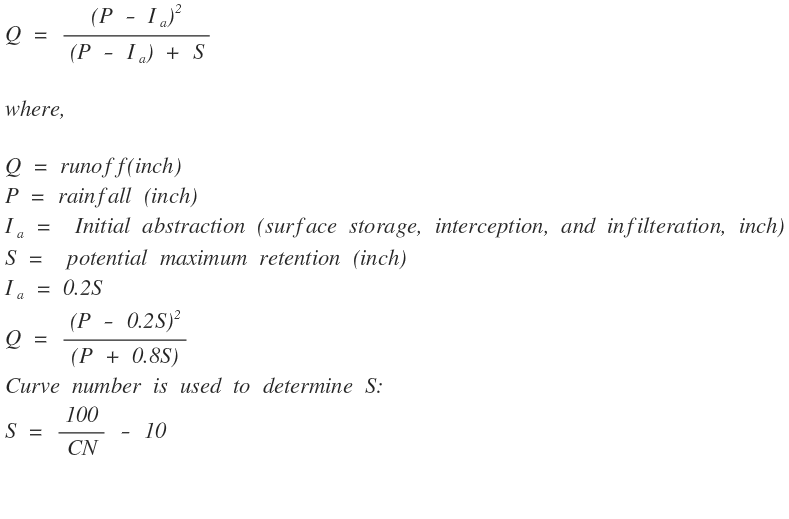 Q = (P - I_a)^2 / ((P - I_a) + S)
where,
Q = runoff(inch)
P = rainfall (inch)
I_a = Initial abstraction (surface storage, interception, and infilteration, inch)
S = potential maximum retention (inch)
I_a = 0.2S
Q = (P - 0.2S)^2 / (P + 0.8S)
Curve number is used to determine S:
S = 100 / CN - 10